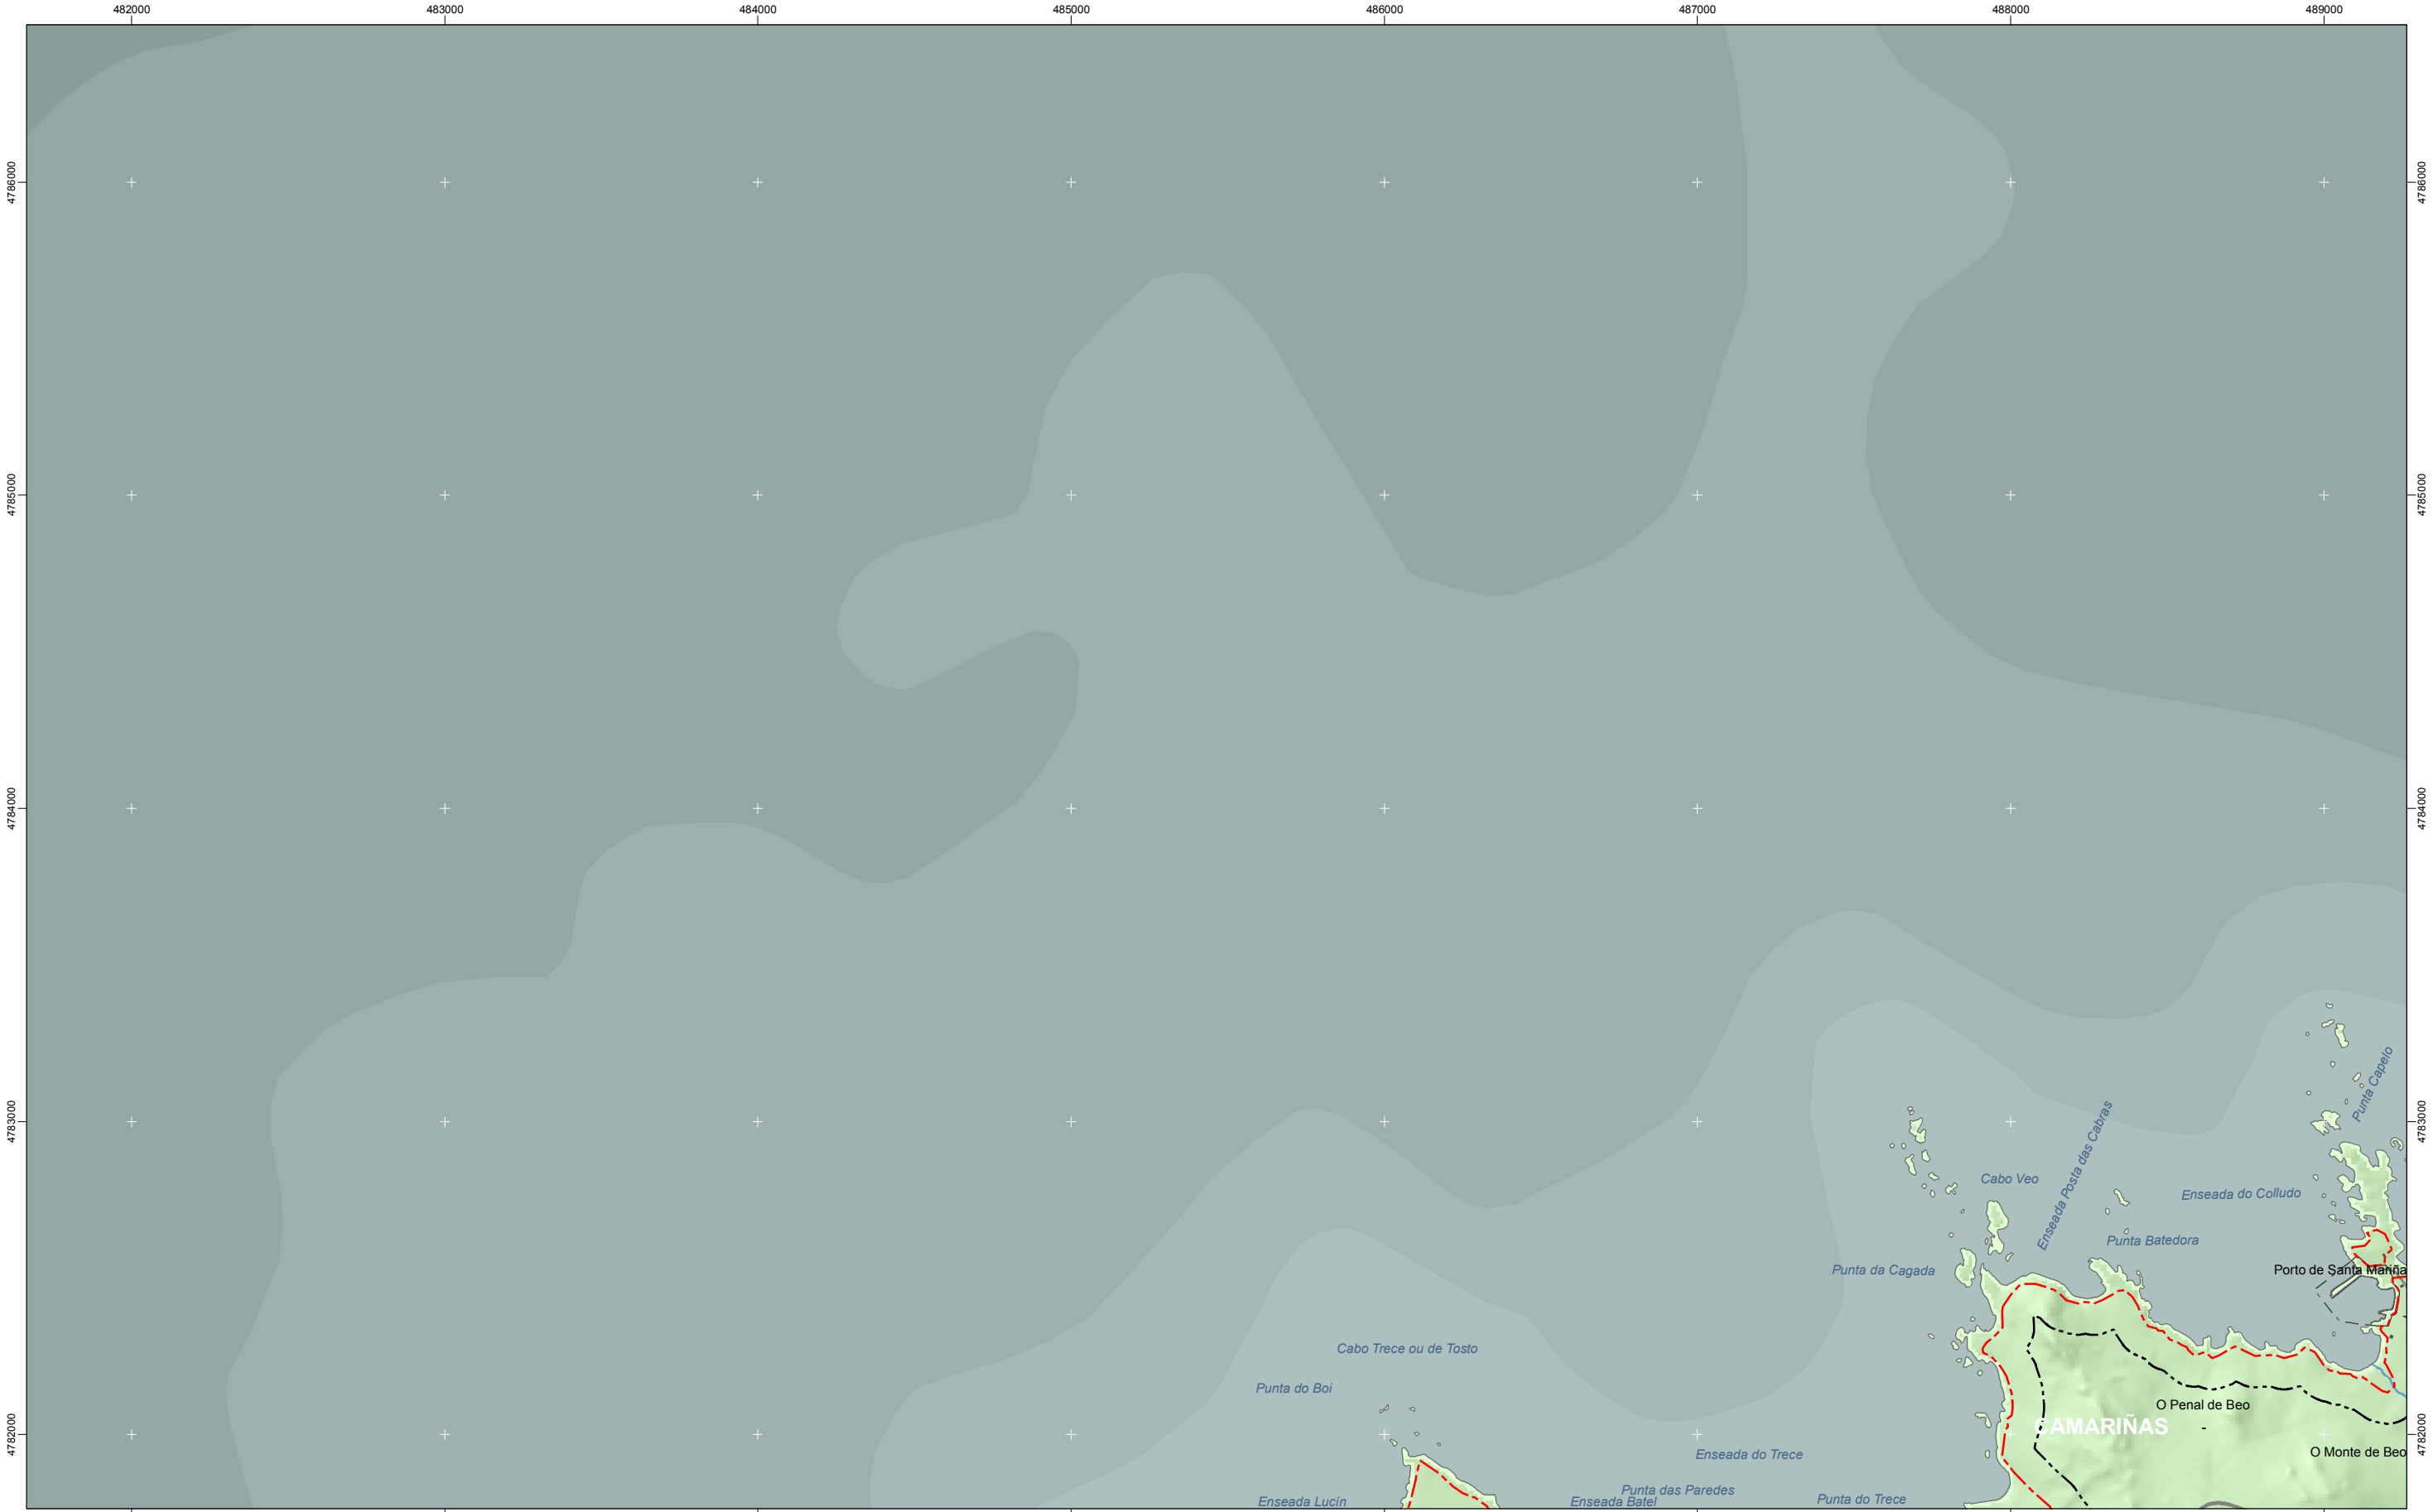 482000 483000 484000 485000 486000 487000 488000 489000
4786000 4786000
4785000 4785000
4784000 4784000
4783000 4783000
Punta Capelo
Enseada Posta das Cabras
Cabo Veo
Enseada do Colludo
Punta Batedora
Punta da Cagada
Porto de Santa Mariña
Cabo Trece ou de Tosto
Punta do Boi
O Penal de Beo
CAMARIÑAS
4782000 4782000
Enseada do Trece
O Monte de Beo
Punta das Paredes
Enseada Lucín
Enseada Batel
Punta do Trece